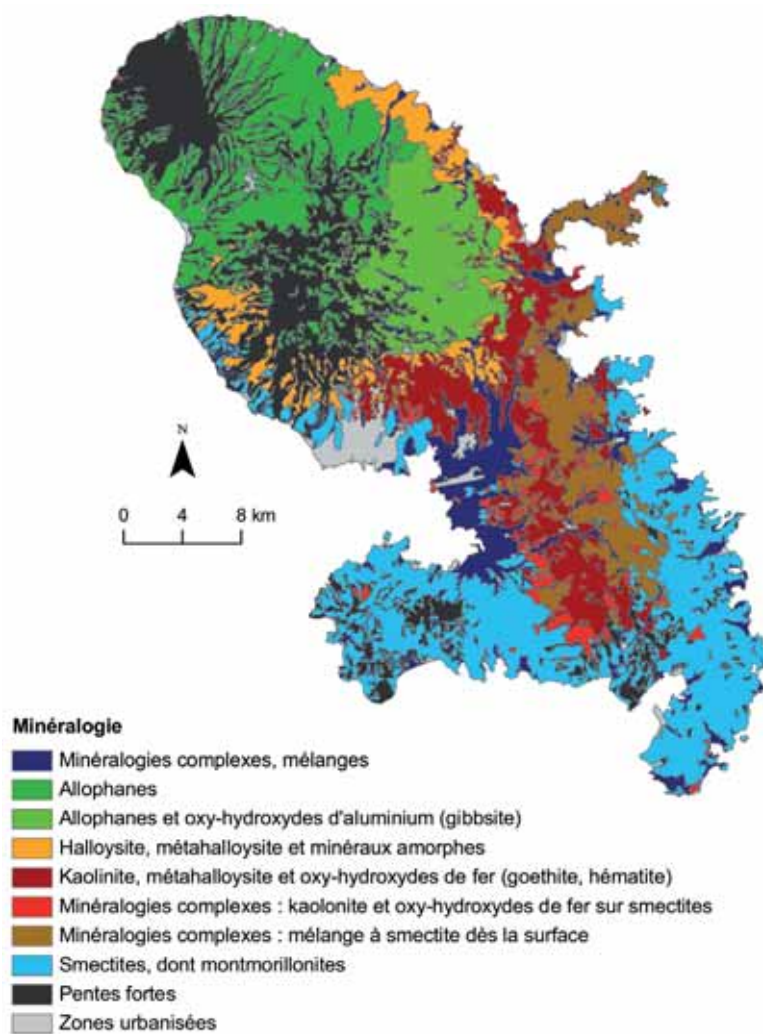 N
0 4 8 km
Minéralogie
Minéralogies complexes, mélanges
Allophanes
Allophanes et oxy-hydroxydes d'aluminium (gibbsite)
Halloysite, métahalloysite et minéraux amorphes
Kaolinite, métahalloysite et oxy-hydroxydes de fer (goethite, hématite)
Minéralogies complexes : kaolonite et oxy-hydroxydes de fer sur smectites
Minéralogies complexes : mélange à smectite dès la surface
Smectites, dont montmorillonites
Pentes fortes
Zones urbanisées